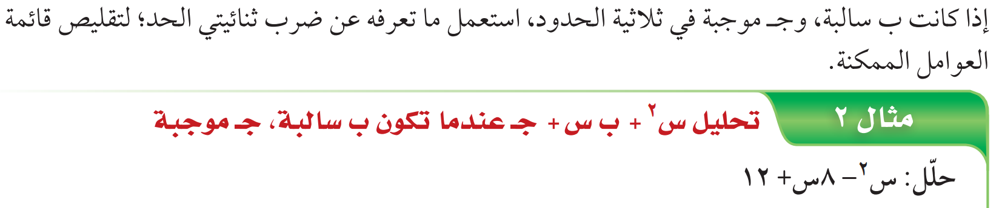 إذا كانت ب سالبة، وجـ موجبة في ثلاثية الحدود، استعمل ما تعرفه عن ضرب ثنائيتي الحد؛ لتقليص قائمة
العوامل الممكنة.
مثال ٢ تحليل س٢ + ب س + جـ عندما تكون ب سالبة، جـ موجبة
حلّل: س٢ – ٨س + ١٢